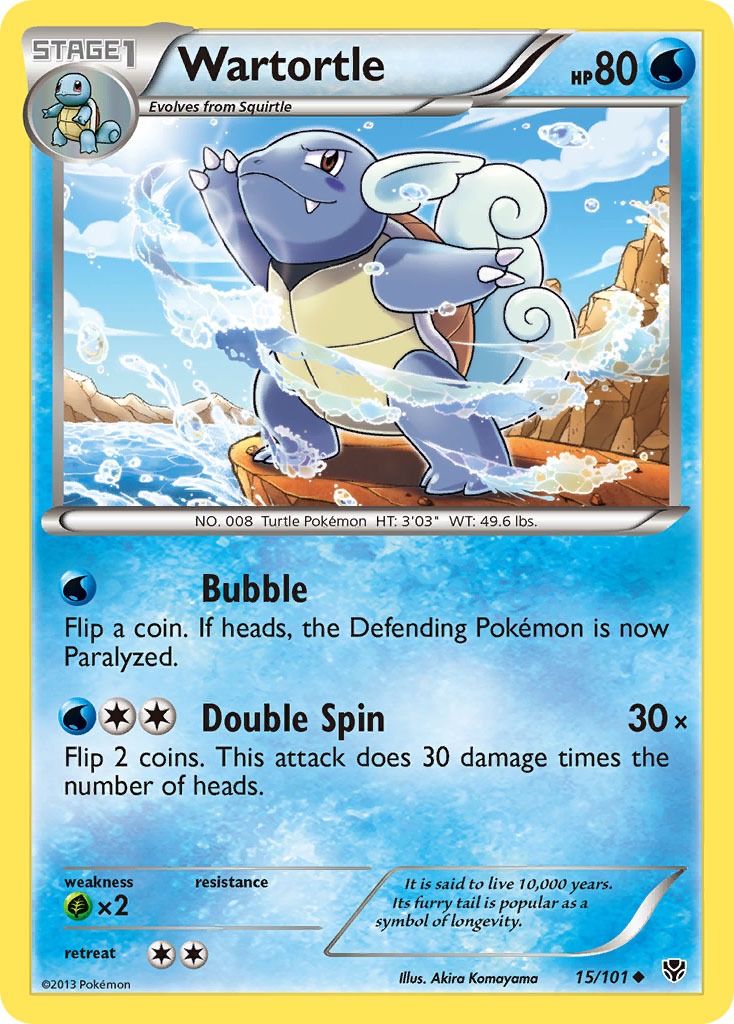 STAGE1
Wartortle
HP80
Evolves from Squirtle
NO. 008 Turtle Pokémon HT: 3'03" WT: 49.6 lbs.
Bubble
Flip a coin. If heads, the Defending Pokémon is now
Paralyzed.
Double Spin 30×
Flip 2 coins. This attack does 30 damage times the
number of heads.
weakness resistance
×2
It is said to live 10,000 years.
Its furry tail is popular as a
symbol of longevity.
retreat
©2013 Pokémon
Illus. Akira Komayama
15/101